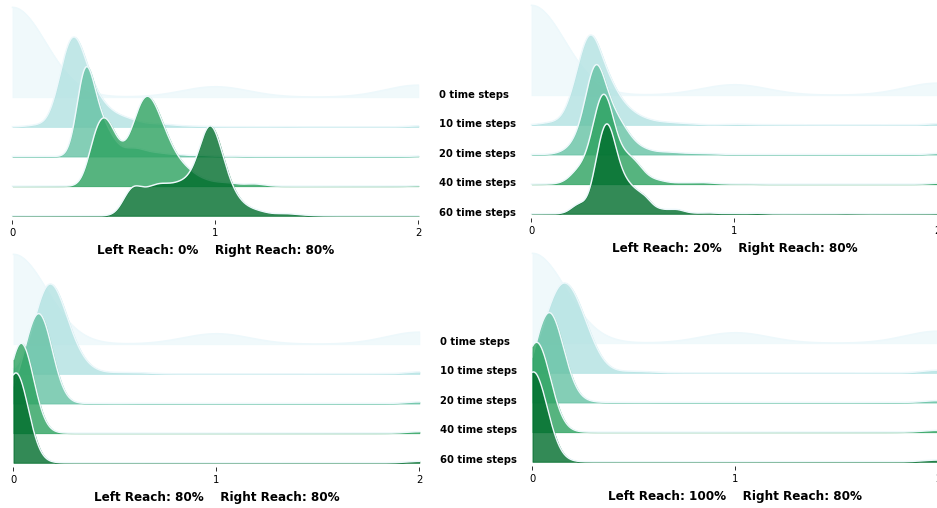 0 time steps
10 time steps
20 time steps
40 time steps
60 time steps
0 1 2
0 1
Left Reach: 0% Right Reach: 80%
Left Reach: 20% Right Reach: 80%
0 time steps
10 time steps
20 time steps
40 time steps
60 time steps
0 1 2
0 1
Left Reach: 80% Right Reach: 80%
Left Reach: 100% Right Reach: 80%